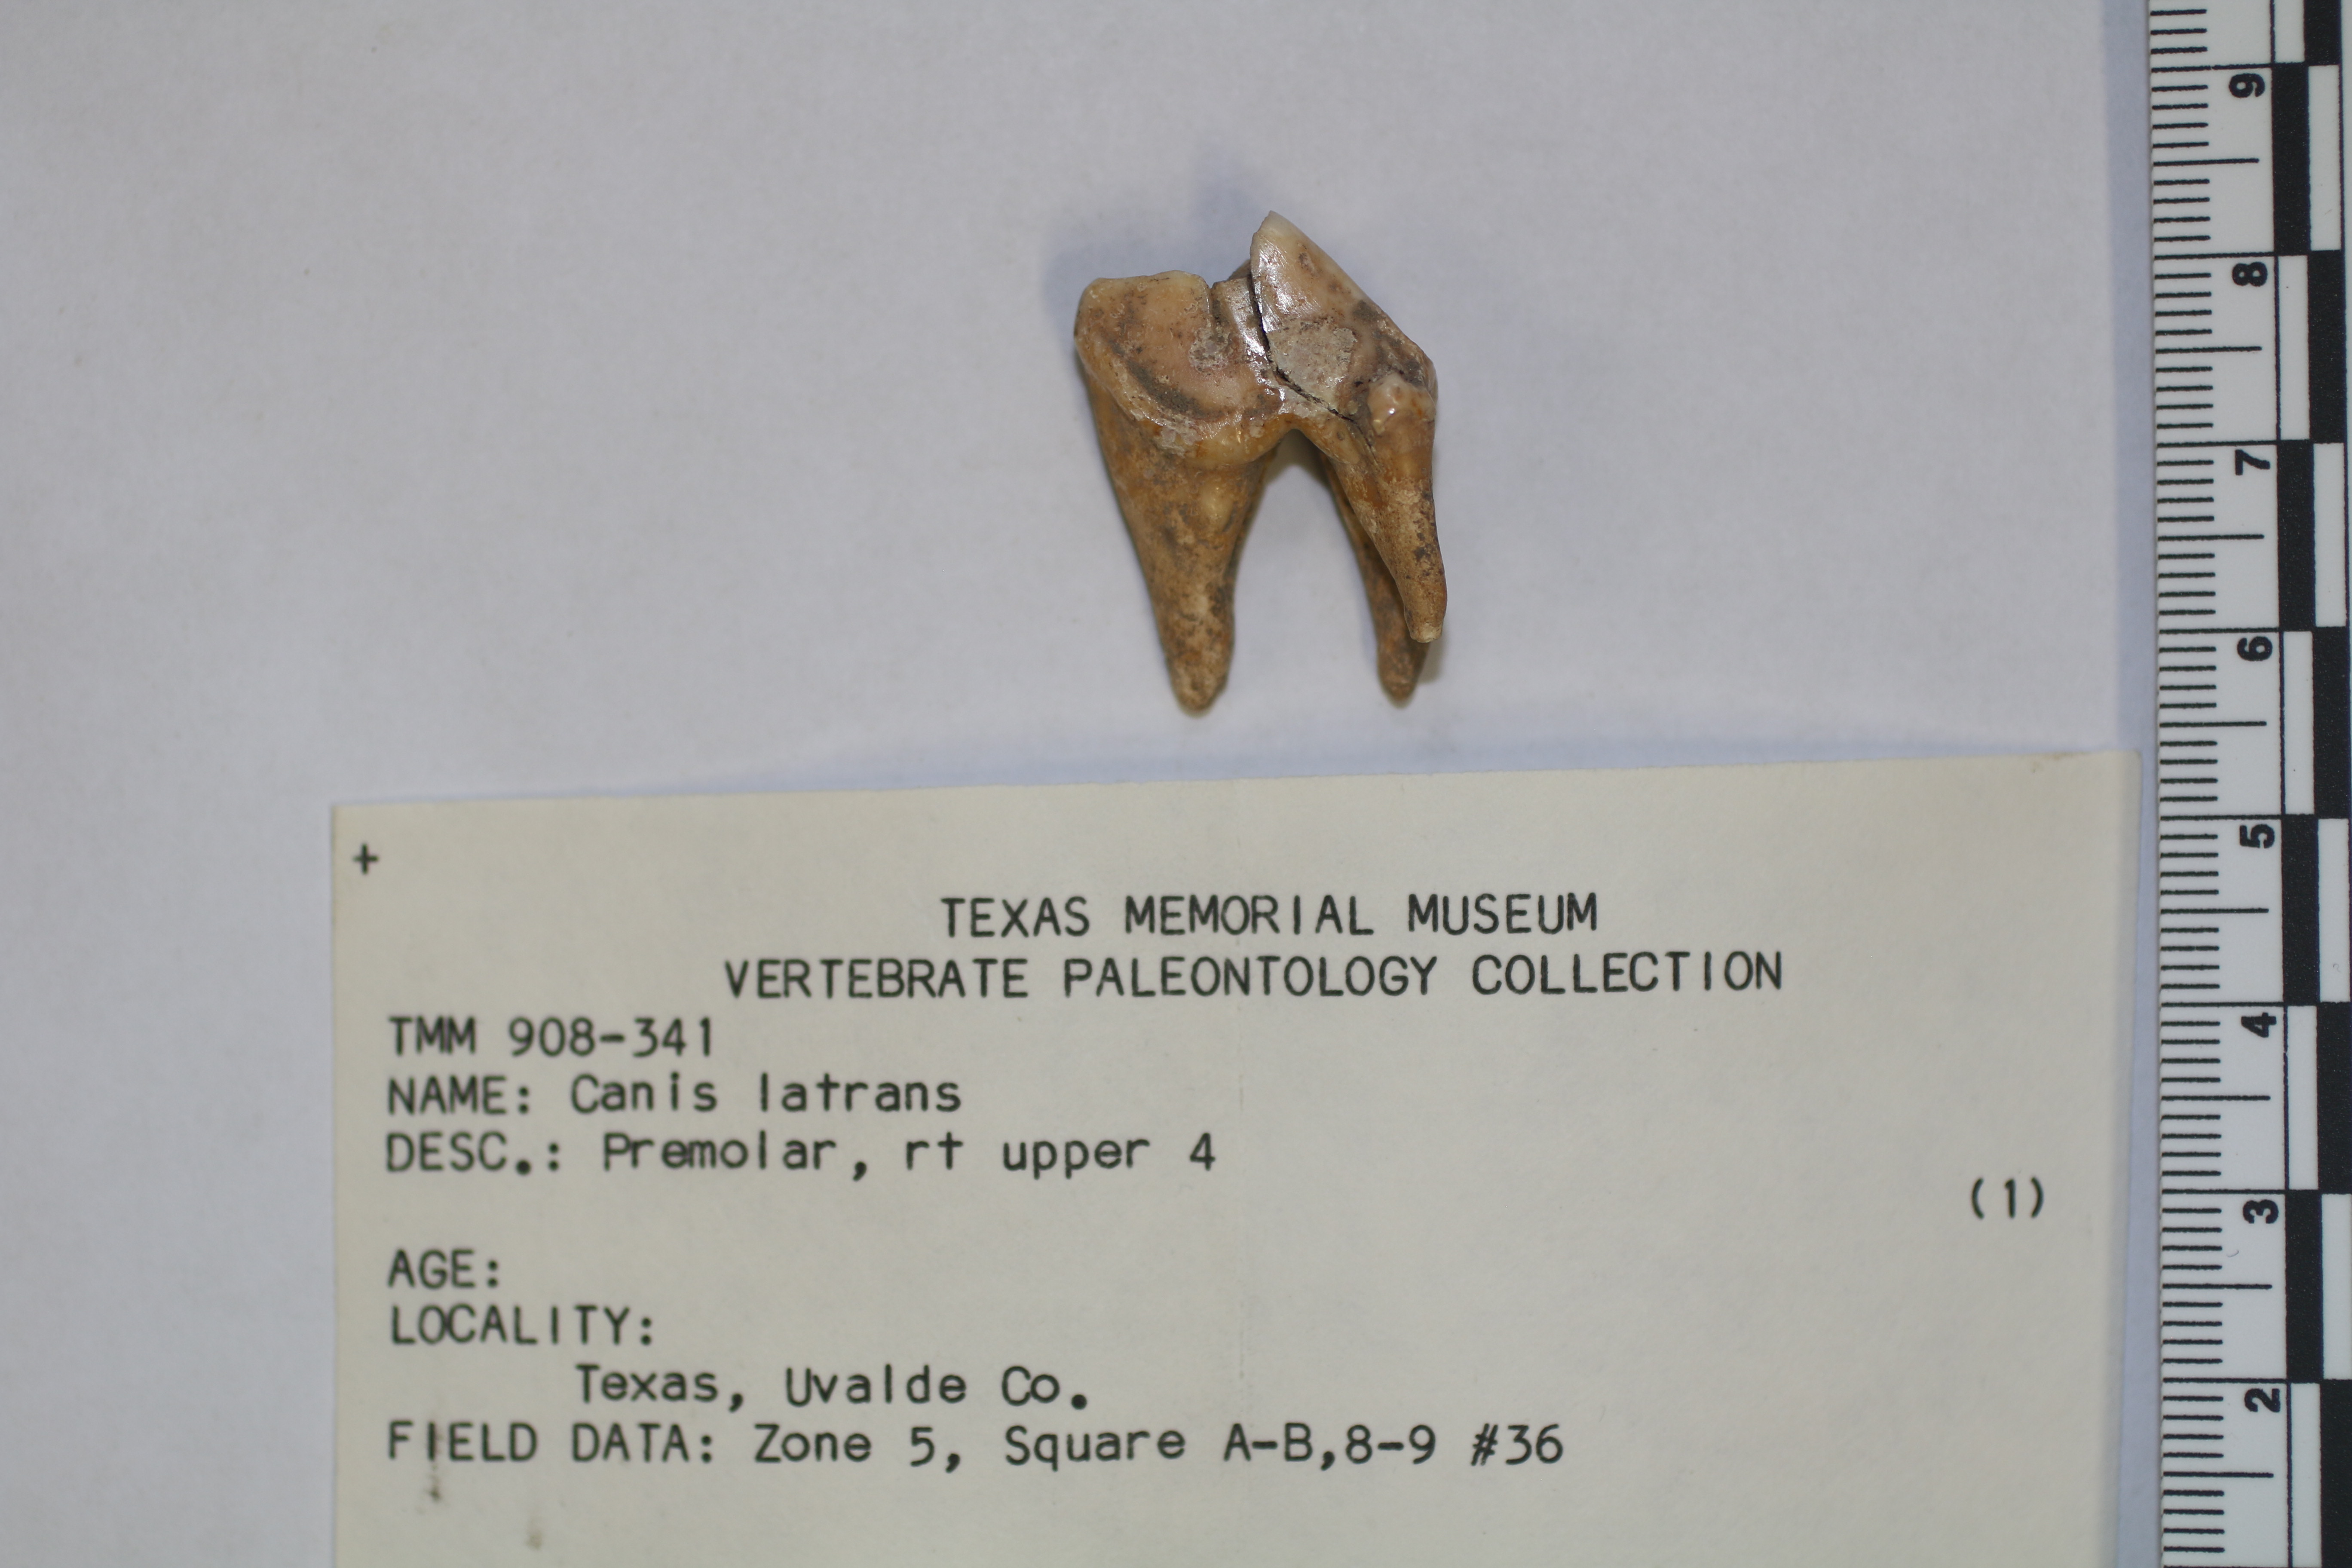 +
TEXAS MEMORIAL MUSEUM
VERTEBRATE PALEONTOLOGY COLLECTION
TMM 908-341
NAME: Canis latrans
DESC.: Premolar, rt upper 4
(1)
AGE:
LOCALITY:
Texas, Uvalde Co.
FIELD DATA: Zone 5, Square A-B,8-9 #36
9
8
7
6
5
4
3
2